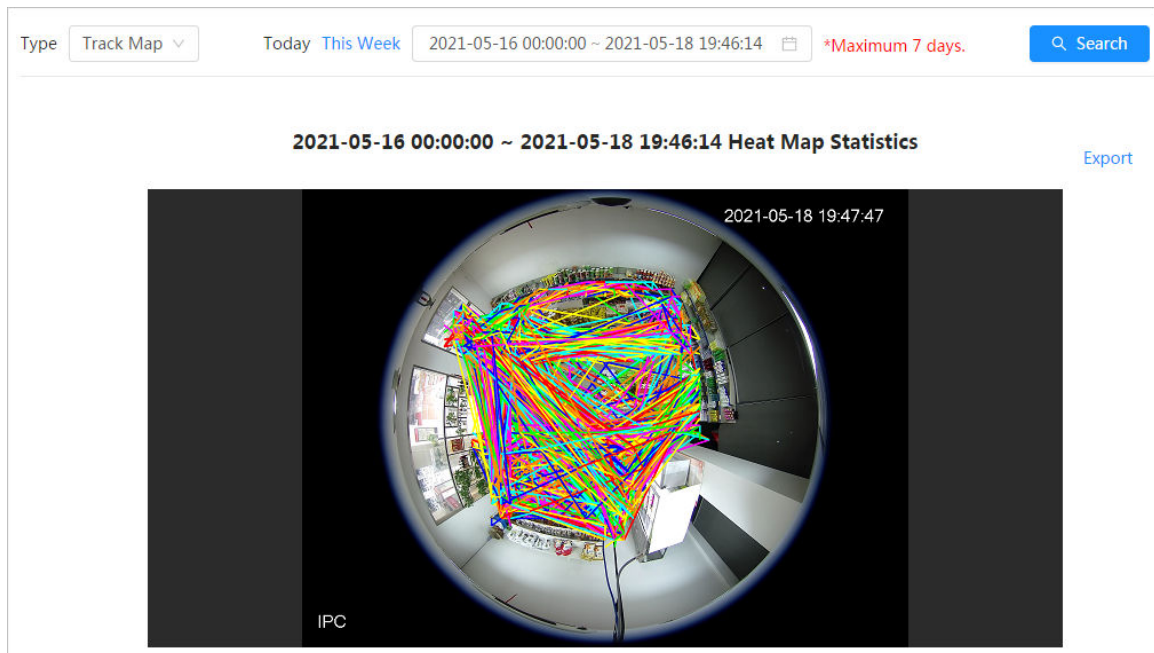 Type Track Map Today This Week 2021-05-16 00:00:00 ~ 2021-05-18 19:46:14 *Maximum 7 days. Search
2021-05-16 00:00:00 ~ 2021-05-18 19:46:14 Heat Map Statistics
Export
2021-05-18 19:47:47
IPC